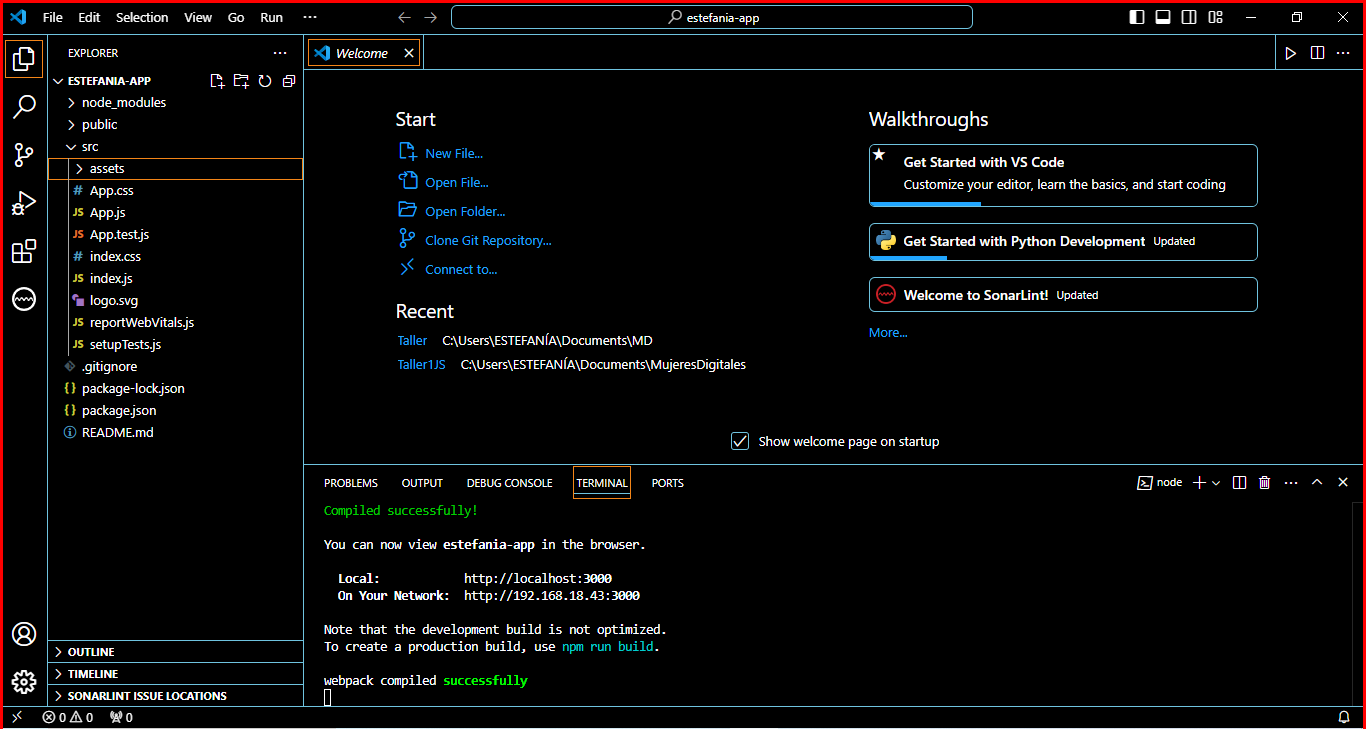 File Edit Selection View Go Run ···
estefania-app
EXPLORER ···
ESTEFANIA-APP
node_modules
public
src
assets
# App.css
JS App.js
JS App.test.js
# index.css
JS index.js
logo.svg
JS reportWebVitals.js
JS setupTests.js
.gitignore
{} package-lock.json
{} package.json
README.md
OUTLINE
TIMELINE
SONARLINT ISSUE LOCATIONS
Welcome
Start
New File...
Open File...
Open Folder...
Clone Git Repository...
Connect to...
Recent
Taller C:\Users\ESTEFANÍA\Documents\MD
Taller1JS C:\Users\ESTEFANÍA\Documents\MujeresDigitales
Walkthroughs
Get Started with VS Code
Customize your editor, learn the basics, and start coding
Get Started with Python Development Updated
Welcome to SonarLint! Updated
More...
Show welcome page on startup
PROBLEMS OUTPUT DEBUG CONSOLE TERMINAL PORTS
node
Compiled successfully!
You can now view estefania-app in the browser.
Local: http://localhost:3000
On Your Network: http://192.168.18.43:3000
Note that the development build is not optimized.
To create a production build, use npm run build.
webpack compiled successfully
0 0 0